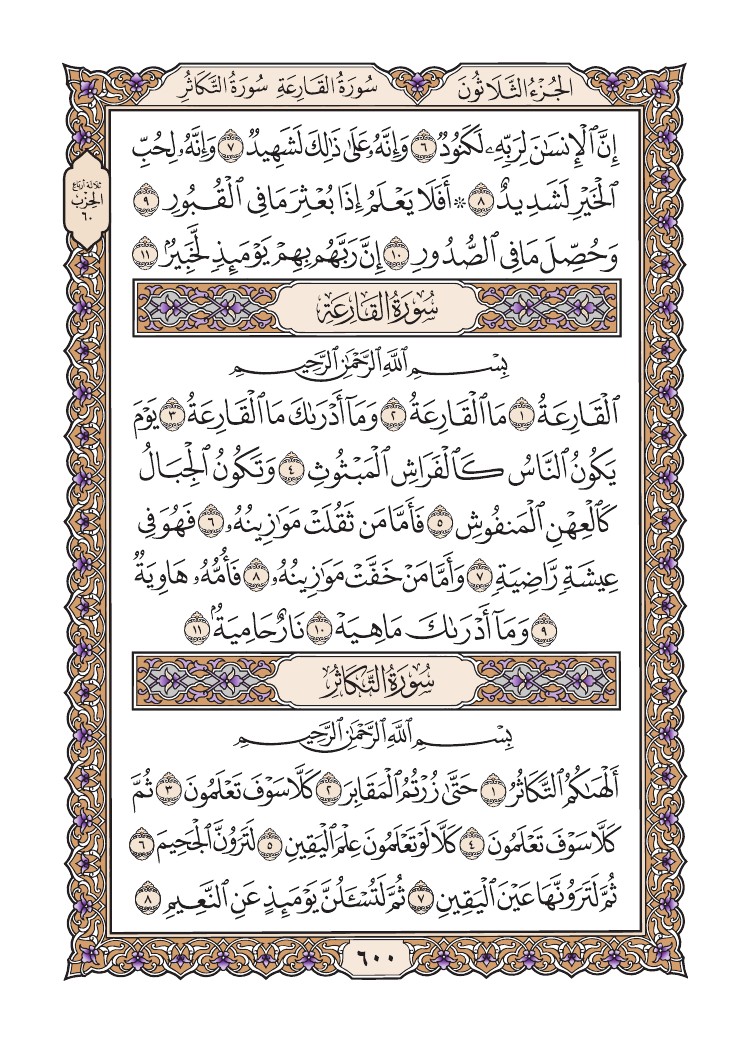 الجُزْءُ الثَّلَاثُونَ سُورَةُ القَارِعَةِ سُورَةُ التَّكَاثُرِ
إِنَّ ٱلْإِنسَٰنَ لِرَبِّهِۦ لَكَنُودٌ ٦ وَإِنَّهُۥ عَلَىٰ ذَٰلِكَ لَشَهِيدٌ ٧ وَإِنَّهُۥ لِحُبِّ
ٱلْخَيْرِ لَشَدِيدٌ ٨ ۞ أَفَلَا يَعْلَمُ إِذَا بُعْثِرَ مَا فِي ٱلْقُبُورِ ٩
وَحُصِّلَ مَا فِي ٱلصُّدُورِ ١٠ إِنَّ رَبَّهُم بِهِمْ يَوْمَئِذٍ لَّخَبِيرٌۢ ١١
ثلاثة أرباع
الحِزْب
٦٠
سُورَةُ القَارِعَةِ
بِسْمِ ٱللَّهِ ٱلرَّحْمَٰنِ ٱلرَّحِيمِ
ٱلْقَارِعَةُ ١ مَا ٱلْقَارِعَةُ ٢ وَمَآ أَدْرَىٰكَ مَا ٱلْقَارِعَةُ ٣ يَوْمَ
يَكُونُ ٱلنَّاسُ كَٱلْفَرَاشِ ٱلْمَبْثُوثِ ٤ وَتَكُونُ ٱلْجِبَالُ
كَٱلْعِهْنِ ٱلْمَنفُوشِ ٥ فَأَمَّا مَن ثَقُلَتْ مَوَٰزِينُهُۥ ٦ فَهُوَ فِي
عِيشَةٍ رَّاضِيَةٍ ٧ وَأَمَّا مَنْ خَفَّتْ مَوَٰزِينُهُۥ ٨ فَأُمُّهُۥ هَاوِيَةٌ
٩ وَمَآ أَدْرَىٰكَ مَا هِيَهْ ١٠ نَارٌ حَامِيَةٌۢ ١١
سُورَةُ التَّكَاثُرِ
بِسْمِ ٱللَّهِ ٱلرَّحْمَٰنِ ٱلرَّحِيمِ
أَلْهَىٰكُمُ ٱلتَّكَاثُرُ ١ حَتَّىٰ زُرْتُمُ ٱلْمَقَابِرَ ٢ كَلَّا سَوْفَ تَعْلَمُونَ ٣ ثُمَّ
كَلَّا سَوْفَ تَعْلَمُونَ ٤ كَلَّا لَوْ تَعْلَمُونَ عِلْمَ ٱلْيَقِينِ ٥ لَتَرَوُنَّ ٱلْجَحِيمَ ٦
ثُمَّ لَتَرَوُنَّهَا عَيْنَ ٱلْيَقِينِ ٧ ثُمَّ لَتُسْـَٔلُنَّ يَوْمَئِذٍ عَنِ ٱلنَّعِيمِ ٨
٦٠٠